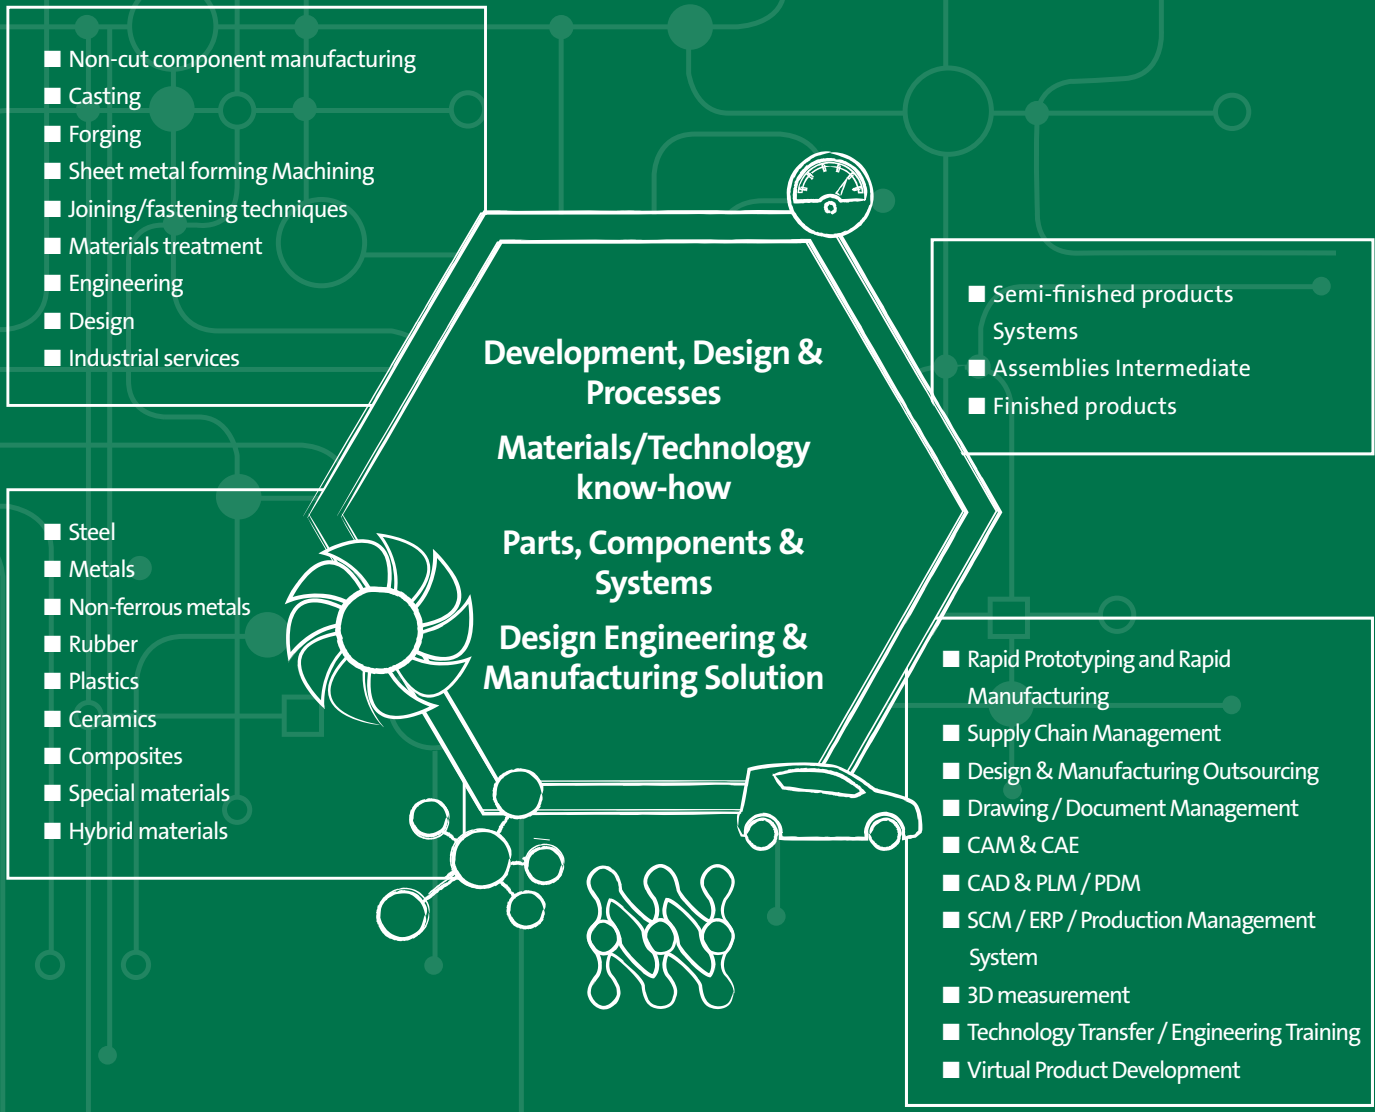 ■ Non-cut component manufacturing
■ Casting
■ Forging
■ Sheet metal forming Machining
■ Joining/fastening techniques
■ Materials treatment
■ Engineering
■ Design
■ Industrial services
■ Steel
■ Metals
■ Non-ferrous metals
■ Rubber
■ Plastics
■ Ceramics
■ Composites
■ Special materials
■ Hybrid materials
Development, Design &
Processes
Materials/Technology
know-how
Parts, Components &
Systems
Design Engineering &
Manufacturing Solution
■ Semi-finished products
Systems
■ Assemblies Intermediate
■ Finished products
■ Rapid Prototyping and Rapid
Manufacturing
■ Supply Chain Management
■ Design & Manufacturing Outsourcing
■ Drawing / Document Management
■ CAM & CAE
■ CAD & PLM / PDM
■ SCM / ERP / Production Management
System
■ 3D measurement
■ Technology Transfer / Engineering Training
■ Virtual Product Development